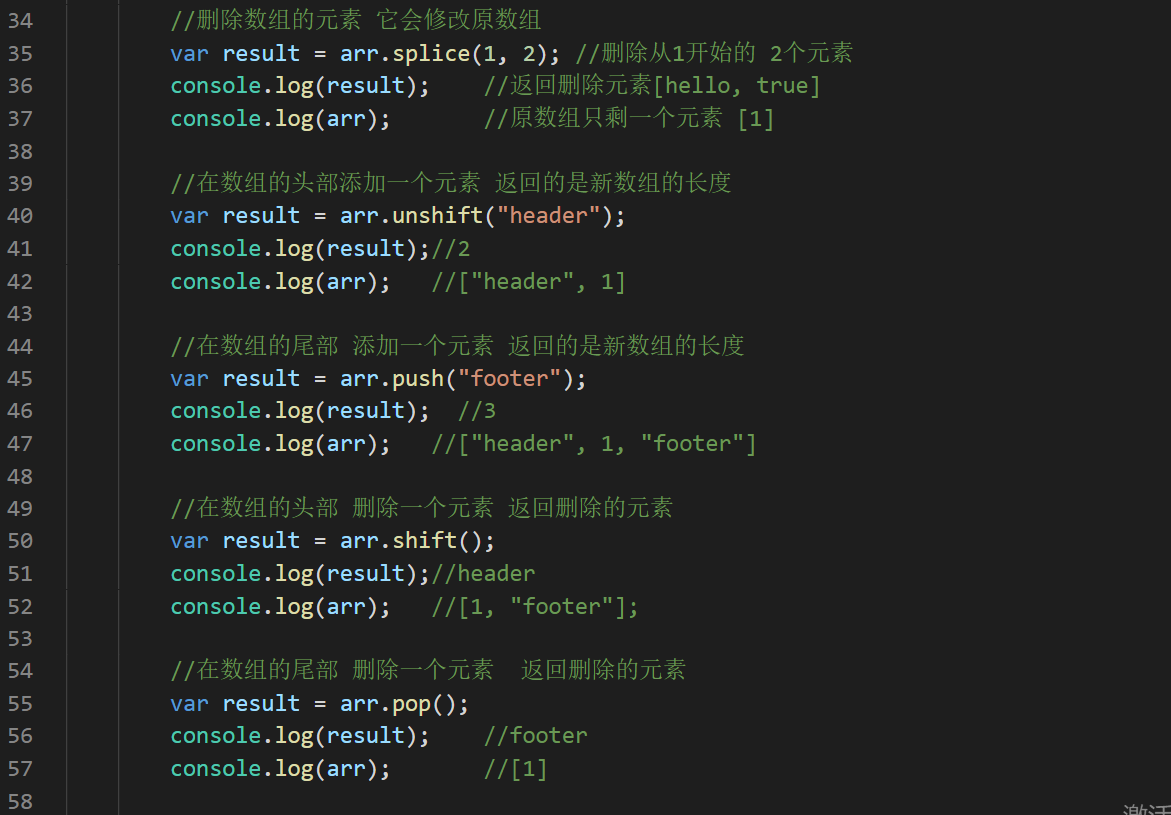 34 //删除数组的元素 它会修改原数组
35 var result = arr.splice(1, 2); //删除从1开始的 2个元素
36 console.log(result); //返回删除元素[hello, true]
37 console.log(arr); //原数组只剩一个元素 [1]
38
39 //在数组的头部添加一个元素 返回的是新数组的长度
40 var result = arr.unshift("header");
41 console.log(result);//2
42 console.log(arr); //["header", 1]
43
44 //在数组的尾部 添加一个元素 返回的是新数组的长度
45 var result = arr.push("footer");
46 console.log(result); //3
47 console.log(arr); //["header", 1, "footer"]
48
49 //在数组的头部 删除一个元素 返回删除的元素
50 var result = arr.shift();
51 console.log(result);//header
52 console.log(arr); //[1, "footer"];
53
54 //在数组的尾部 删除一个元素  返回删除的元素
55 var result = arr.pop();
56 console.log(result); //footer
57 console.log(arr); //[1]
58
激活